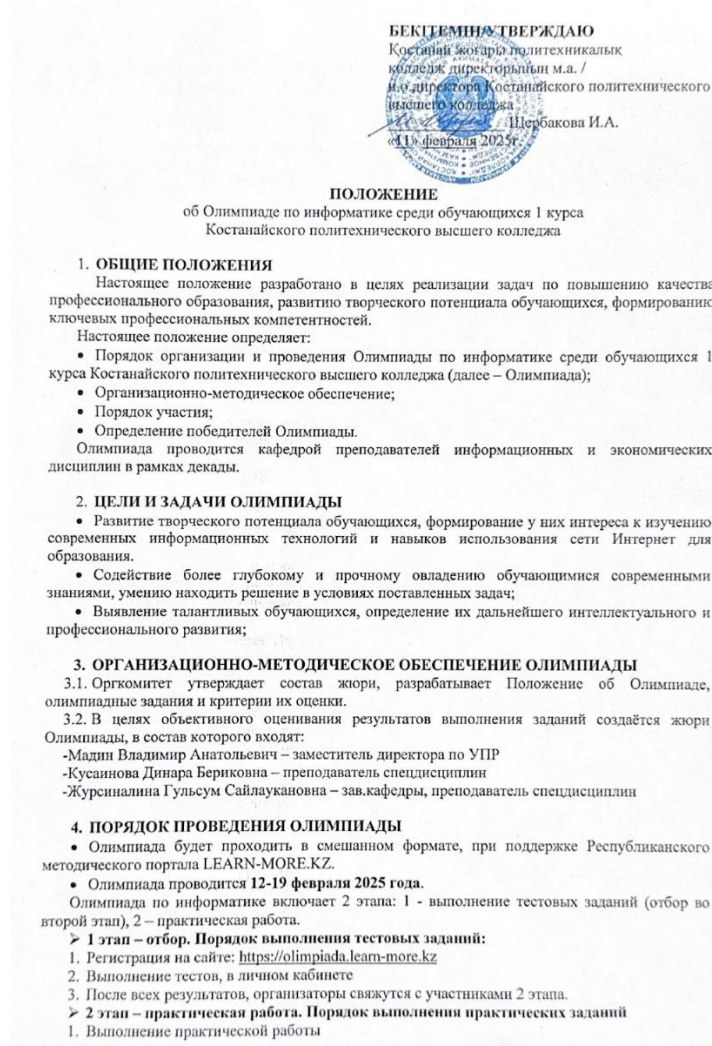 БЕКІТЕМІН/УТВЕРЖДАЮ
Қостанай жоғары политехникалық
колледж директорының м.а. /
и.о.директора Костанайского политехнического
высшего колледжа
Щербакова И.А.
«11» февраля 2025г.
ПОЛОЖЕНИЕ
об Олимпиаде по информатике среди обучающихся 1 курса
Костанайского политехнического высшего колледжа
1. ОБЩИЕ ПОЛОЖЕНИЯ
Настоящее положение разработано в целях реализации задач по повышению качества
профессионального образования, развитию творческого потенциала обучающихся, формированию
ключевых профессиональных компетентностей.
Настоящее положение определяет:
• Порядок организации и проведения Олимпиады по информатике среди обучающихся 1
курса Костанайского политехнического высшего колледжа (далее – Олимпиада);
• Организационно-методическое обеспечение;
• Порядок участия;
• Определение победителей Олимпиады.
Олимпиада проводится кафедрой преподавателей информационных и экономических
дисциплин в рамках декады.
2. ЦЕЛИ И ЗАДАЧИ ОЛИМПИАДЫ
• Развитие творческого потенциала обучающихся, формирование у них интереса к изучению
современных информационных технологий и навыков использования сети Интернет для
образования.
• Содействие более глубокому и прочному овладению обучающимися современными
знаниями, умению находить решение в условиях поставленных задач;
• Выявление талантливых обучающихся, определение их дальнейшего интеллектуального и
профессионального развития;
3. ОРГАНИЗАЦИОННО-МЕТОДИЧЕСКОЕ ОБЕСПЕЧЕНИЕ ОЛИМПИАДЫ
3.1. Оргкомитет утверждает состав жюри, разрабатывает Положение об Олимпиаде,
олимпиадные задания и критерии их оценки.
3.2. В целях объективного оценивания результатов выполнения заданий создаётся жюри
Олимпиады, в состав которого входят:
-Мадин Владимир Анатольевич – заместитель директора по УПР
-Кусаинова Динара Бериковна – преподаватель спецдисциплин
-Журсиналина Гульсум Сайлаукановна – зав.кафедры, преподаватель спецдисциплин
4. ПОРЯДОК ПРОВЕДЕНИЯ ОЛИМПИАДЫ
• Олимпиада будет проходить в смешанном формате, при поддержке Республиканского
методического портала LEARN-MORE.KZ.
• Олимпиада проводится 12-19 февраля 2025 года.
Олимпиада по информатике включает 2 этапа: 1 - выполнение тестовых заданий (отбор во
второй этап), 2 – практическая работа.
➢ 1 этап – отбор. Порядок выполнения тестовых заданий:
1. Регистрация на сайте: https://olimpiada.learn-more.kz
2. Выполнение тестов, в личном кабинете
3. После всех результатов, организаторы свяжутся с участниками 2 этапа.
➢ 2 этап – практическая работа. Порядок выполнения практических заданий
1. Выполнение практической работы